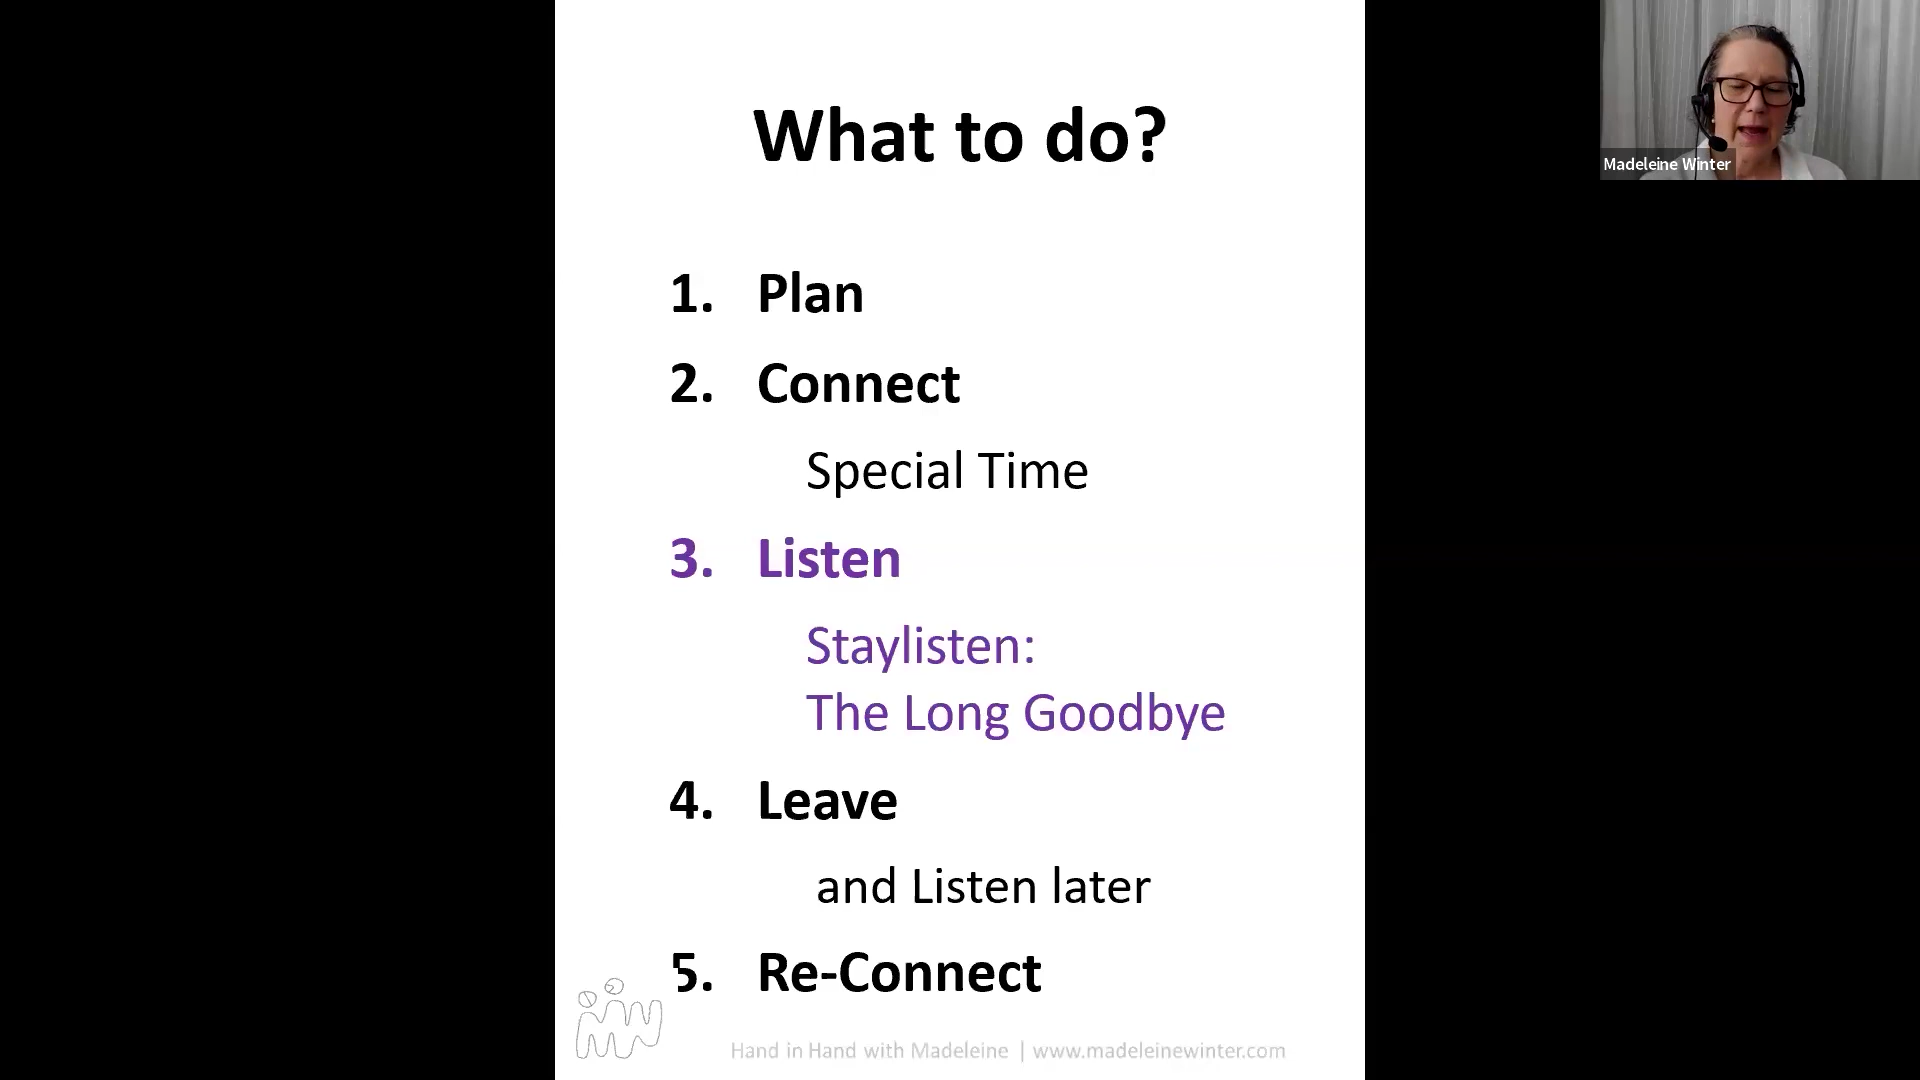 What to do?
1. Plan
2. Connect
Special Time
3. Listen
Staylisten:
The Long Goodbye
4. Leave
and Listen later
5. Re-Connect
Hand in Hand with Madeleine | www.madeleinewinter.com
Madeleine Winter